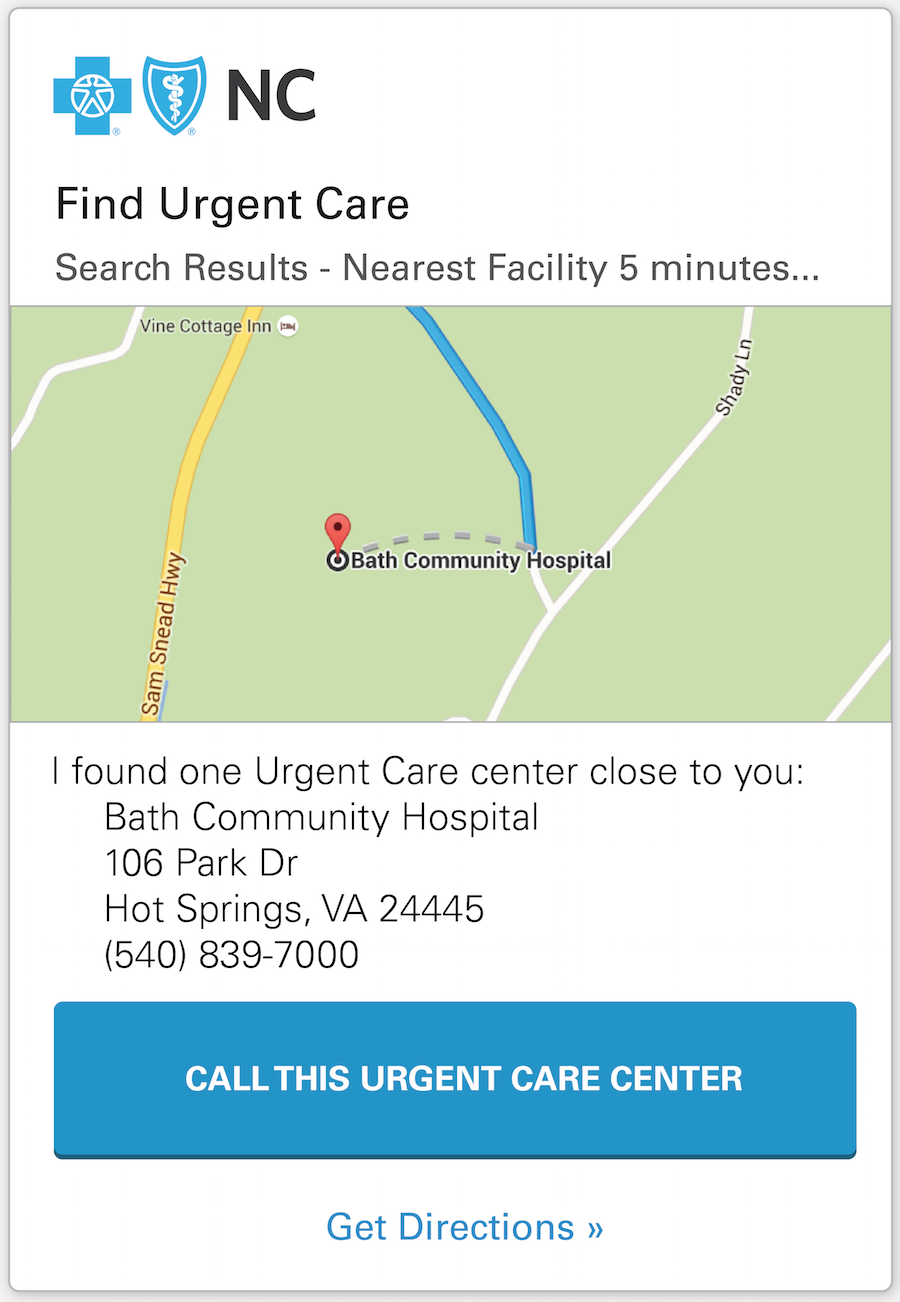 NC
Find Urgent Care
Search Results - Nearest Facility 5 minutes...
Vine Cottage Inn
Shady Ln
Bath Community Hospital
Sam Snead Hwy
I found one Urgent Care center close to you:
Bath Community Hospital
106 Park Dr
Hot Springs, VA 24445
(540) 839-7000
CALL THIS URGENT CARE CENTER
Get Directions »